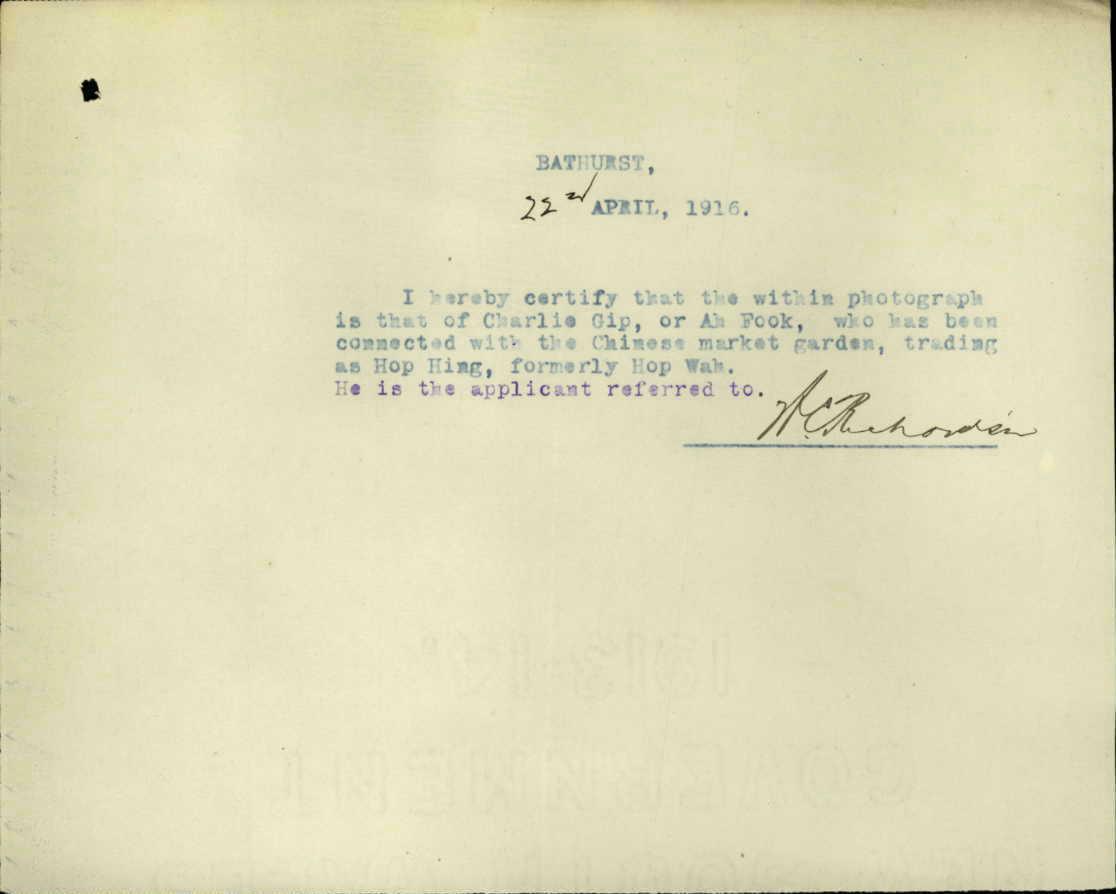 BATHURST,
22nd APRIL, 1916.
I hereby certify that the within photograph
is that of Charlie Gip, or Ah Fook, who has been
connected with the Chinese market garden, trading
as Hop Hing, formerly Hop Wah.
He is the applicant referred to.
W C Richardson